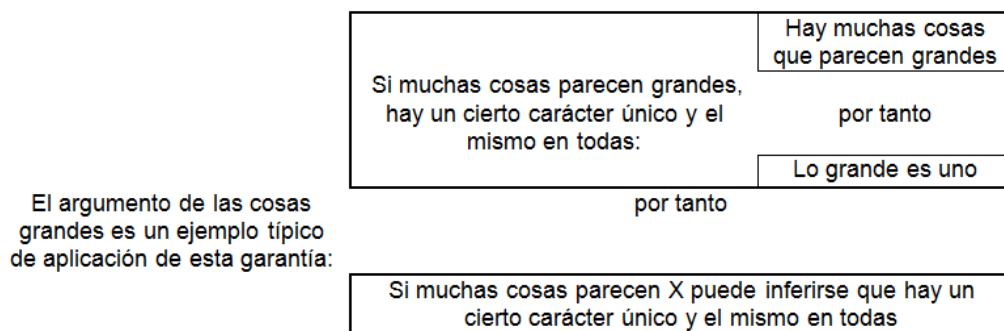 Hay muchas cosas
que parecen grandes
Si muchas cosas parecen grandes,
hay un cierto carácter único y el
mismo en todas:
por tanto
Lo grande es uno
El argumento de las cosas
grandes es un ejemplo típico
de aplicación de esta garantía:
por tanto
Si muchas cosas parecen X puede inferirse que hay un
cierto carácter único y el mismo en todas